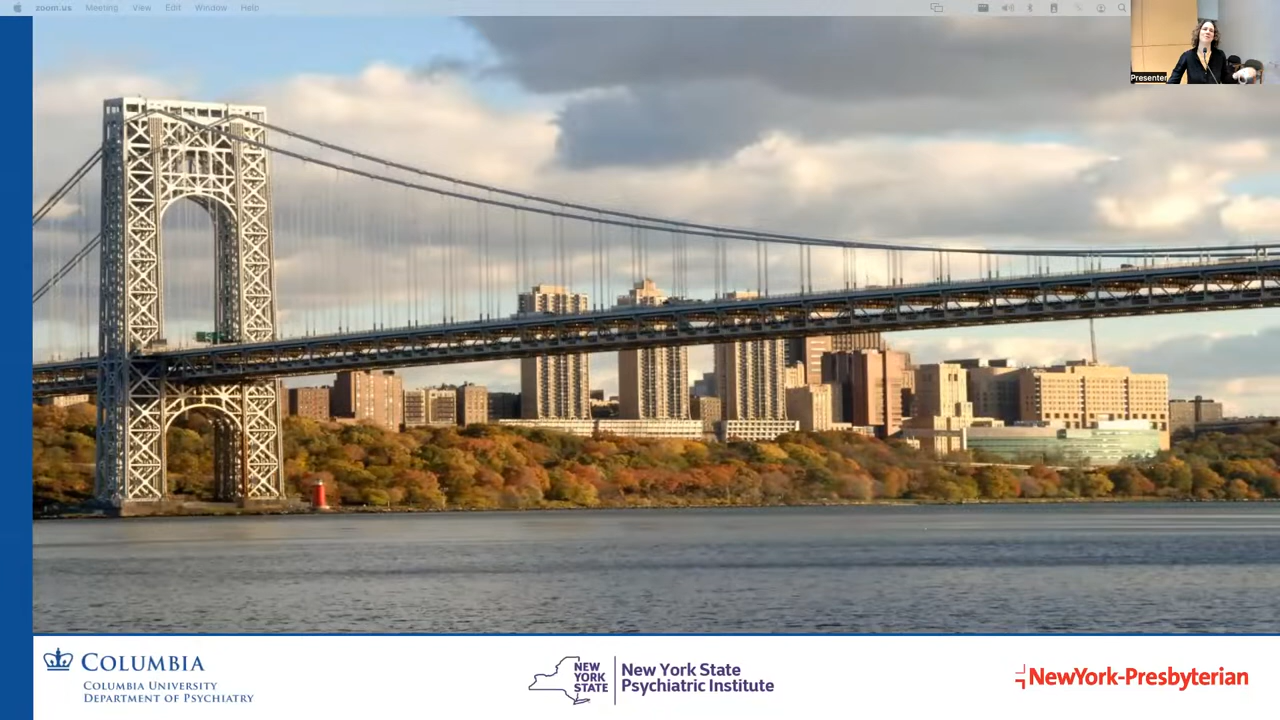 zoom.us Meeting View Edit Window Help
Presenter
COLUMBIA
COLUMBIA UNIVERSITY
DEPARTMENT OF PSYCHIATRY
NEW
YORK
STATE
New York State
Psychiatric Institute
NewYork-Presbyterian